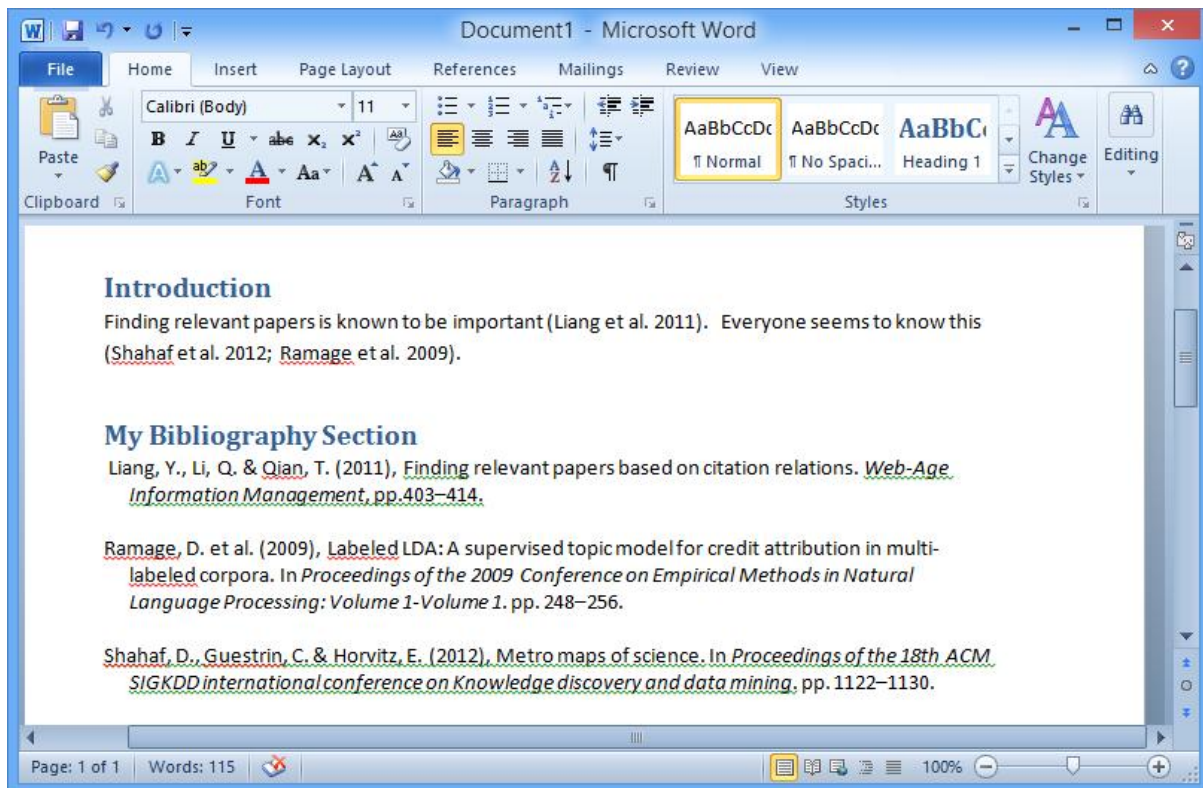 Document1 - Microsoft Word
File Home Insert Page Layout References Mailings Review View
Calibri (Body) 11
AaBbCcDc AaBbCcDc AaBbC
Paste B I U abc X₂ X² Aa
¶ Normal ¶ No Spaci... Heading 1 Change Styles Editing
A ab A Aa A A
Clipboard Font Paragraph Styles
Introduction
Finding relevant papers is known to be important (Liang et al. 2011). Everyone seems to know this
(Shahaf et al. 2012; Ramage et al. 2009).
My Bibliography Section
Liang, Y., Li, Q. & Qian, T. (2011), Finding relevant papers based on citation relations. Web-Age
Information Management, pp.403–414.
Ramage, D. et al. (2009), Labeled LDA: A supervised topic model for credit attribution in multi-
labeled corpora. In Proceedings of the 2009 Conference on Empirical Methods in Natural
Language Processing: Volume 1-Volume 1. pp. 248–256.
Shahaf, D., Guestrin, C. & Horvitz, E. (2012), Metro maps of science. In Proceedings of the 18th ACM
SIGKDD international conference on Knowledge discovery and data mining. pp. 1122–1130.
Page: 1 of 1 Words: 115 100%